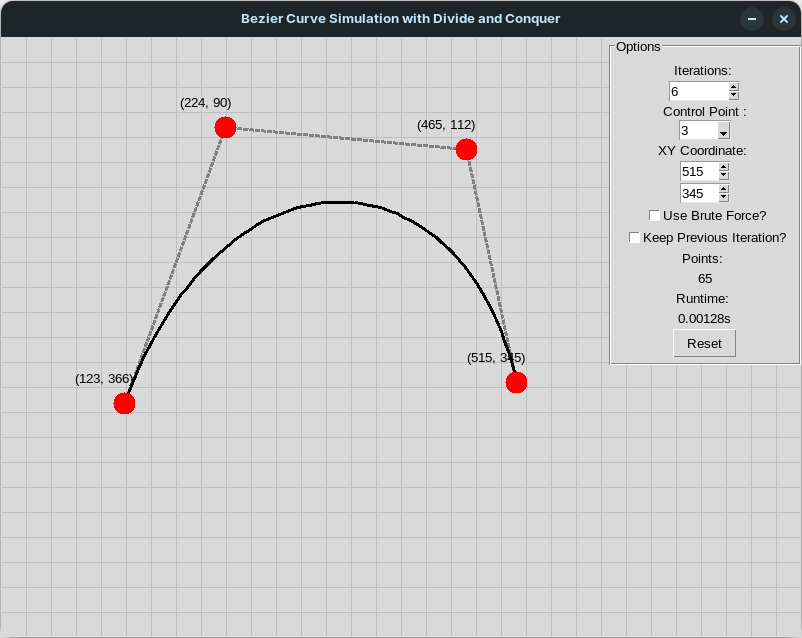 Bezier Curve Simulation with Divide and Conquer
Options
Iterations:
6
Control Point :
3
XY Coordinate:
515
345
Use Brute Force?
Keep Previous Iteration?
Points:
65
Runtime:
0.00128s
Reset
(224, 90)
(465, 112)
(515, 345)
(123, 366)